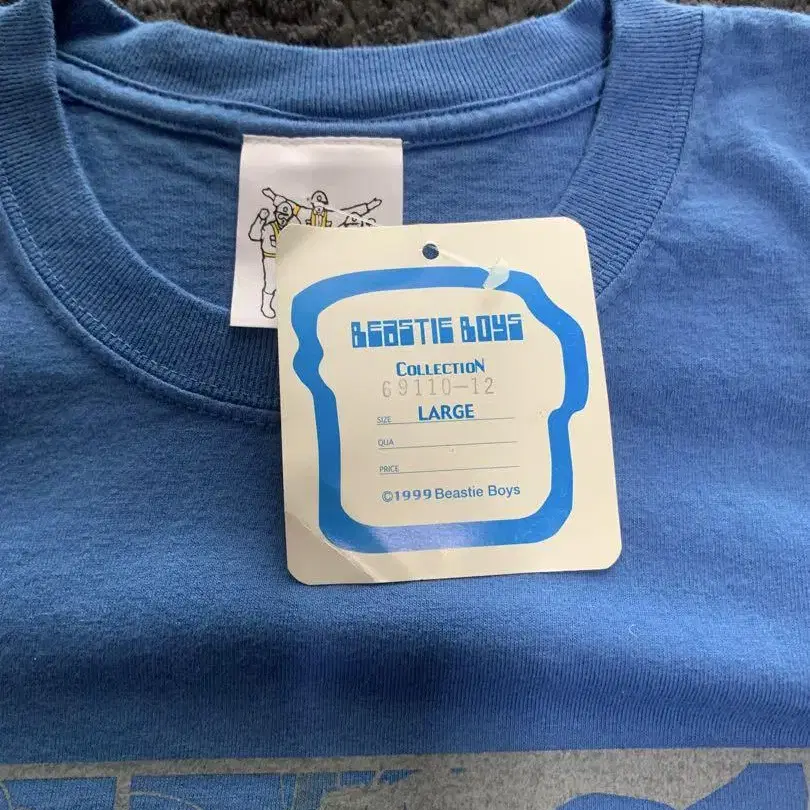 BEASTIE BOYS
COLLECTION
69110-12
SIZE LARGE
QUA
PRICE
©1999 Beastie Boys